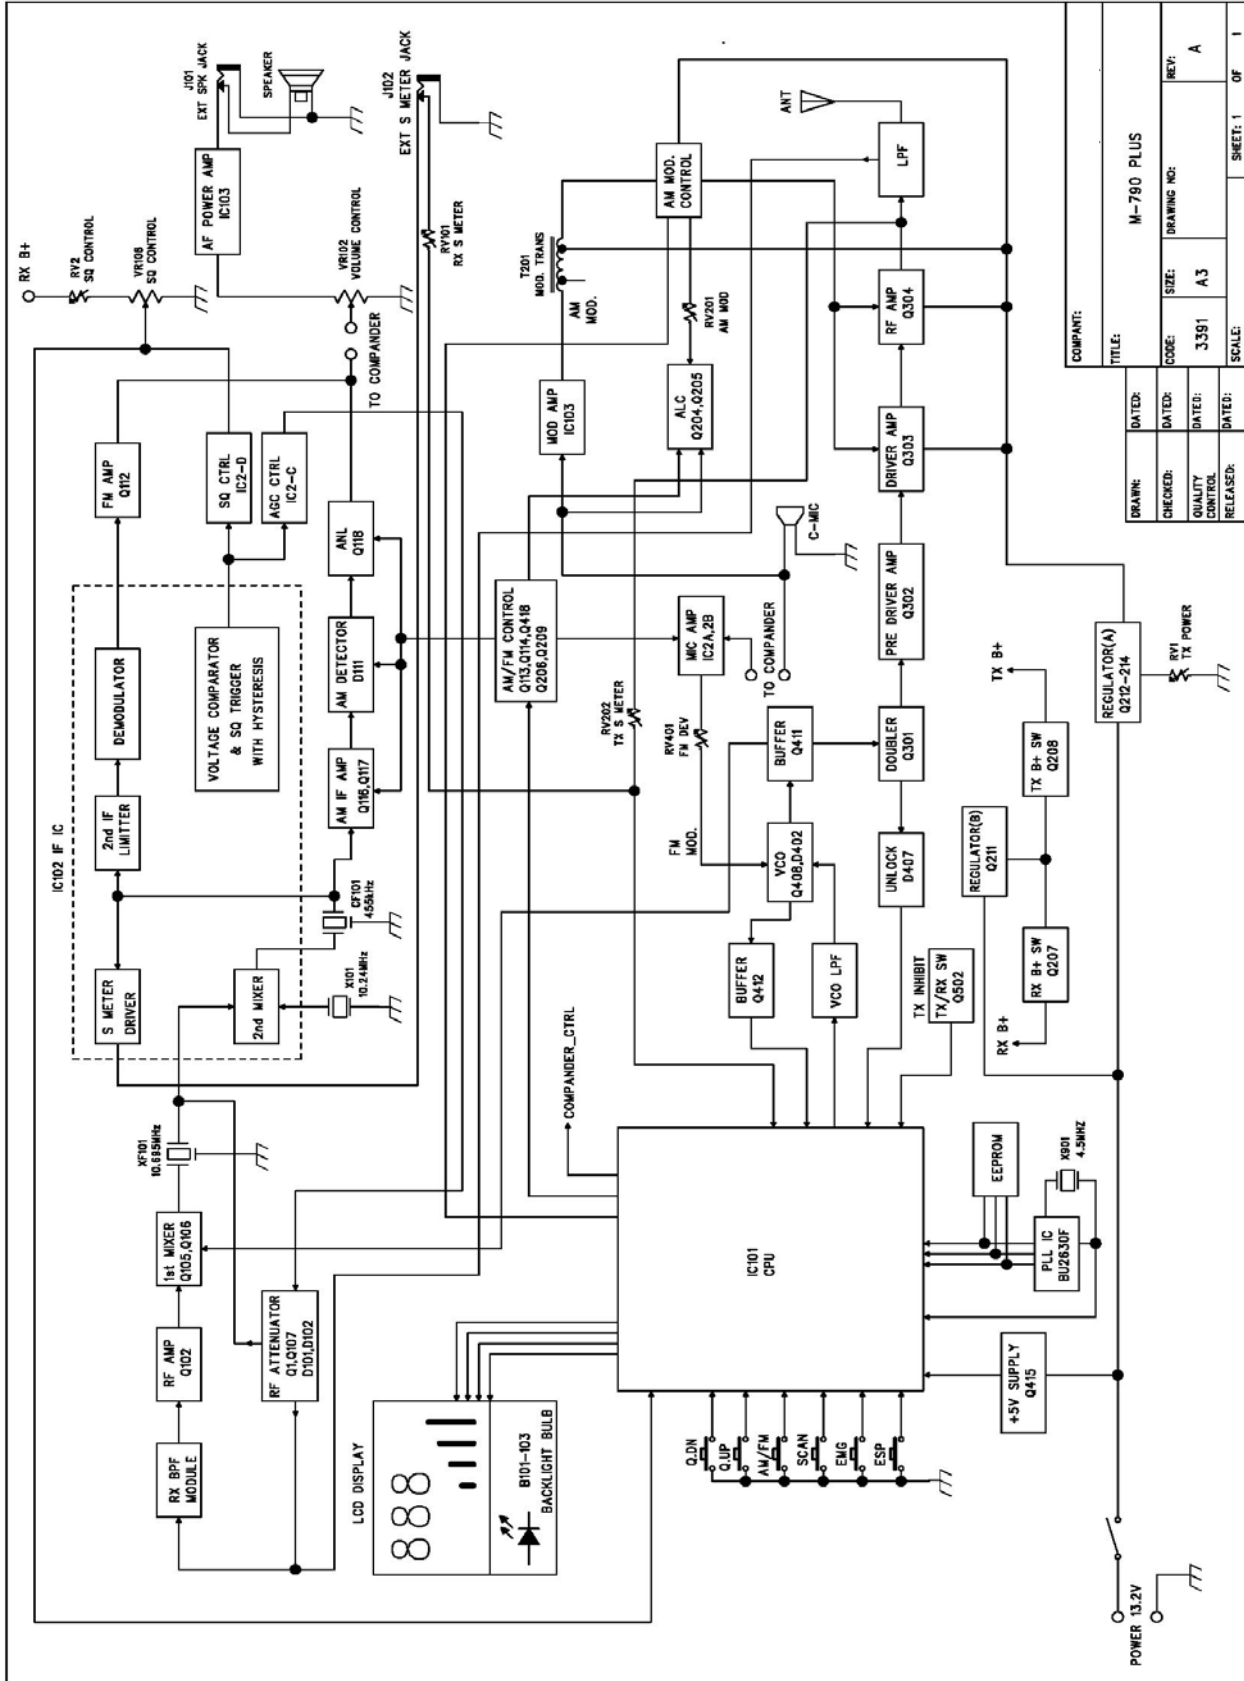 RX B+
RV2
SQ CONTROL
VR105
SQ CONTROL
J101
EXT SPK JACK
SPEAKER
AF POWER AMP
IC103
VR102
VOLUME CONTROL
TO COMPANDER
J102
EXT S METER JACK
RV101
RX S METER
IC102 IF IC
S METER
DRIVER
2nd IF
LIMITTER
DEMODULATOR
FM AMP
Q112
VOLTAGE COMPARATOR
& SQ TRIGGER
WITH HYSTERESIS
SQ CTRL
IC2-D
AGC CTRL
IC2-C
2nd MIXER
X101
10.24MHz
CF101
455kHz
AM IF AMP
Q116,Q117
AM DETECTOR
D111
ANL
Q118
RX BPF
MODULE
RF AMP
Q102
1st MIXER
Q105,Q106
XF101
10.695MHz
RF ATTENUATOR
Q1,Q107
D101,D102
LCD DISPLAY
888
B101-103
BACKLIGHT BULB
AM/FM CONTROL
Q113,Q114,Q418
Q206,Q209
MOD AMP
IC103
AM
MOD.
T201
MOD. TRANS
AM MOD.
CONTROL
RV201
AM MOD
ALC
Q204,Q205
ANT
LPF
RF AMP
Q304
DRIVER AMP
Q303
PRE DRIVER AMP
Q302
DOUBLER
Q301
UNLOCK
D407
C-MIC
MIC AMP
IC2A,2B
TO COMPANDER
RV202
TX S METER
RV401
FM DEV
FM
MOD.
BUFFER
Q411
VCO
Q408,D402
BUFFER
Q412
VCO LPF
COMPANDER_CTRL
IC101
CPU
Q.DN
Q.UP
AM/FM
SCAN
EMG
ESP
TX INHIBIT
TX/RX SW
Q502
EEPROM
PLL IC
BU2630F
X901
4.5MHZ
+5V SUPPLY
Q415
RX B+
RX B+ SW
Q207
REGULATOR(B)
Q211
TX B+ SW
Q208
TX B+
REGULATOR(A)
Q212-214
RV1
TX POWER
POWER 13.2V
COMPANT:
TITLE:
M-790 PLUS
DRAWN:
DATED:
CHECKED:
DATED:
QUALITY
CONTROL
DATED:
RELEASED:
DATED:
CODE:
3391
SIZE:
A3
DRAWING NO:
REV:
A
SCALE:
SHEET: 1 OF 1